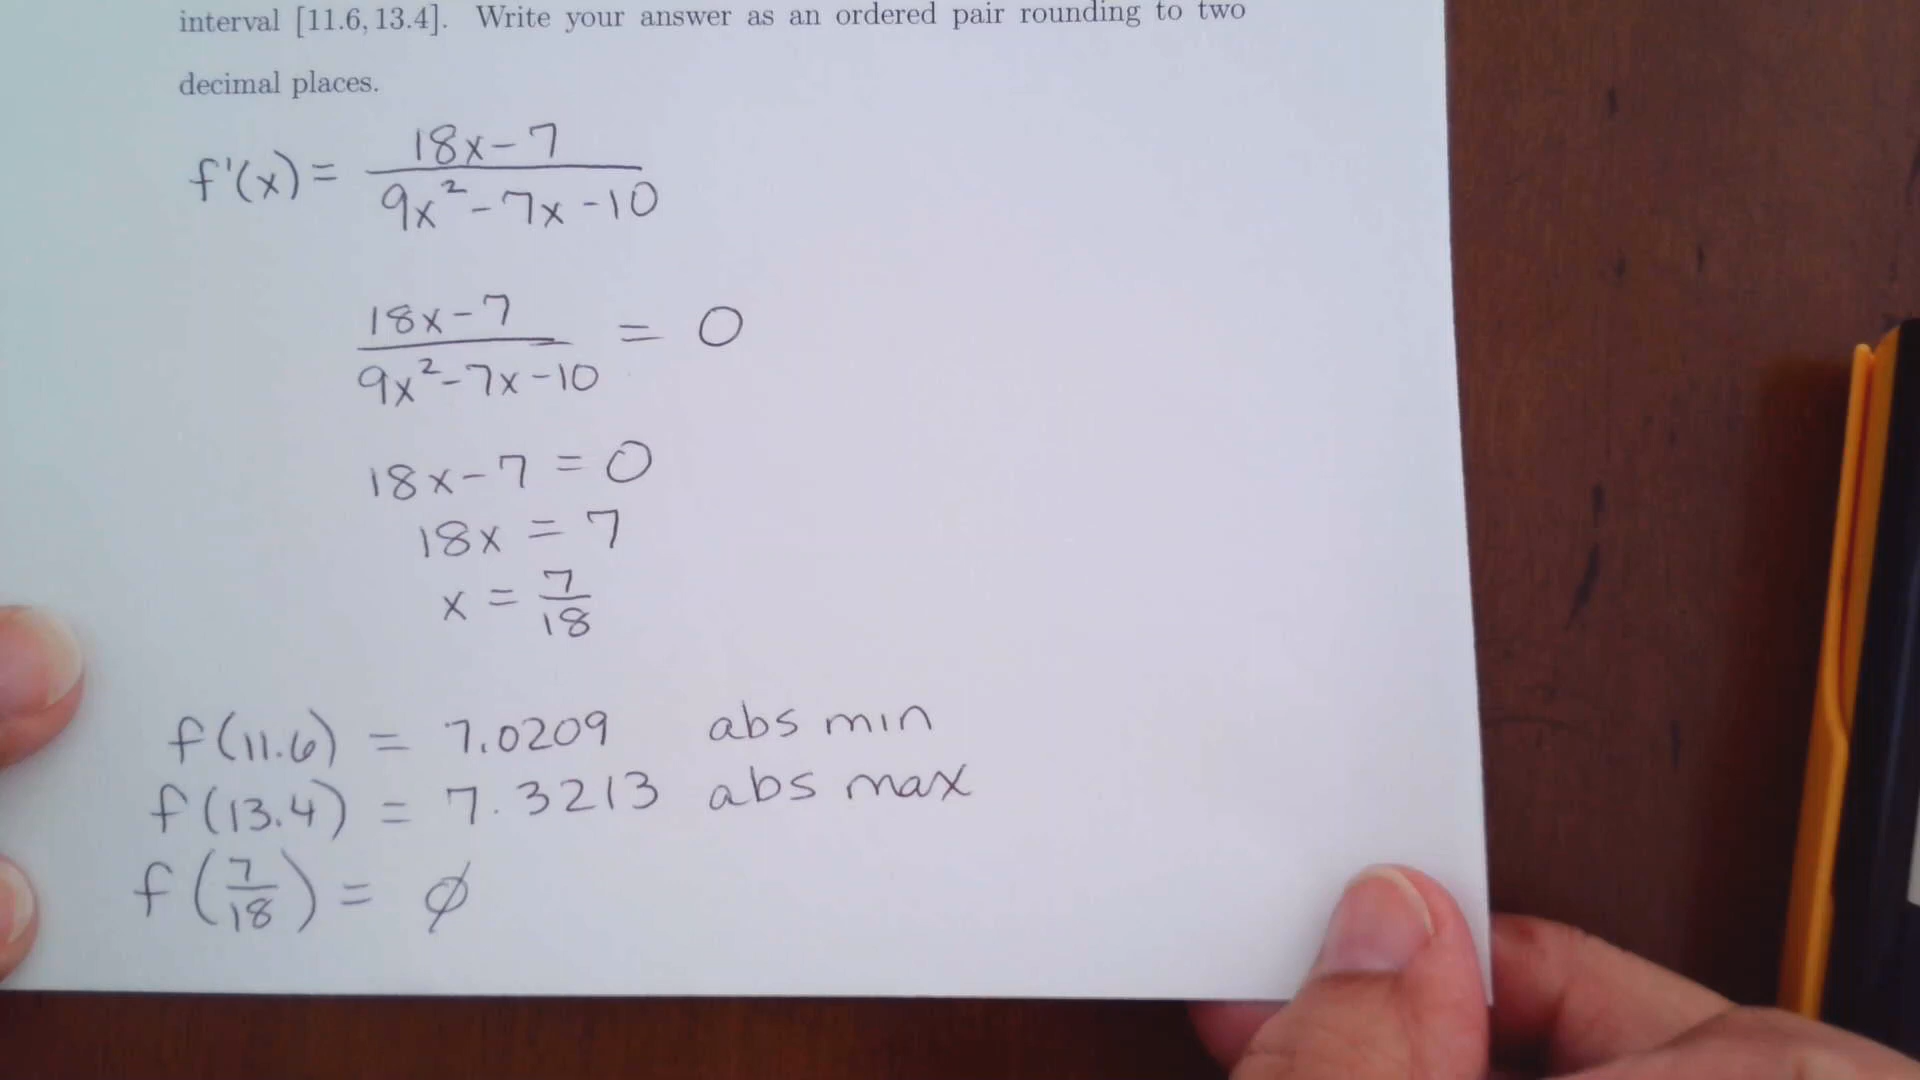 interval [11.6, 13.4]. Write your answer as an ordered pair rounding to two
decimal places.
f'(x) = (18x-7)/(9x²-7x-10)
(18x-7)/(9x²-7x-10) = 0
18x-7 = 0
18x = 7
x = 7/18
f(11.6) = 7.0209 abs min
f(13.4) = 7.3213 abs max
f(7/18) = ∅